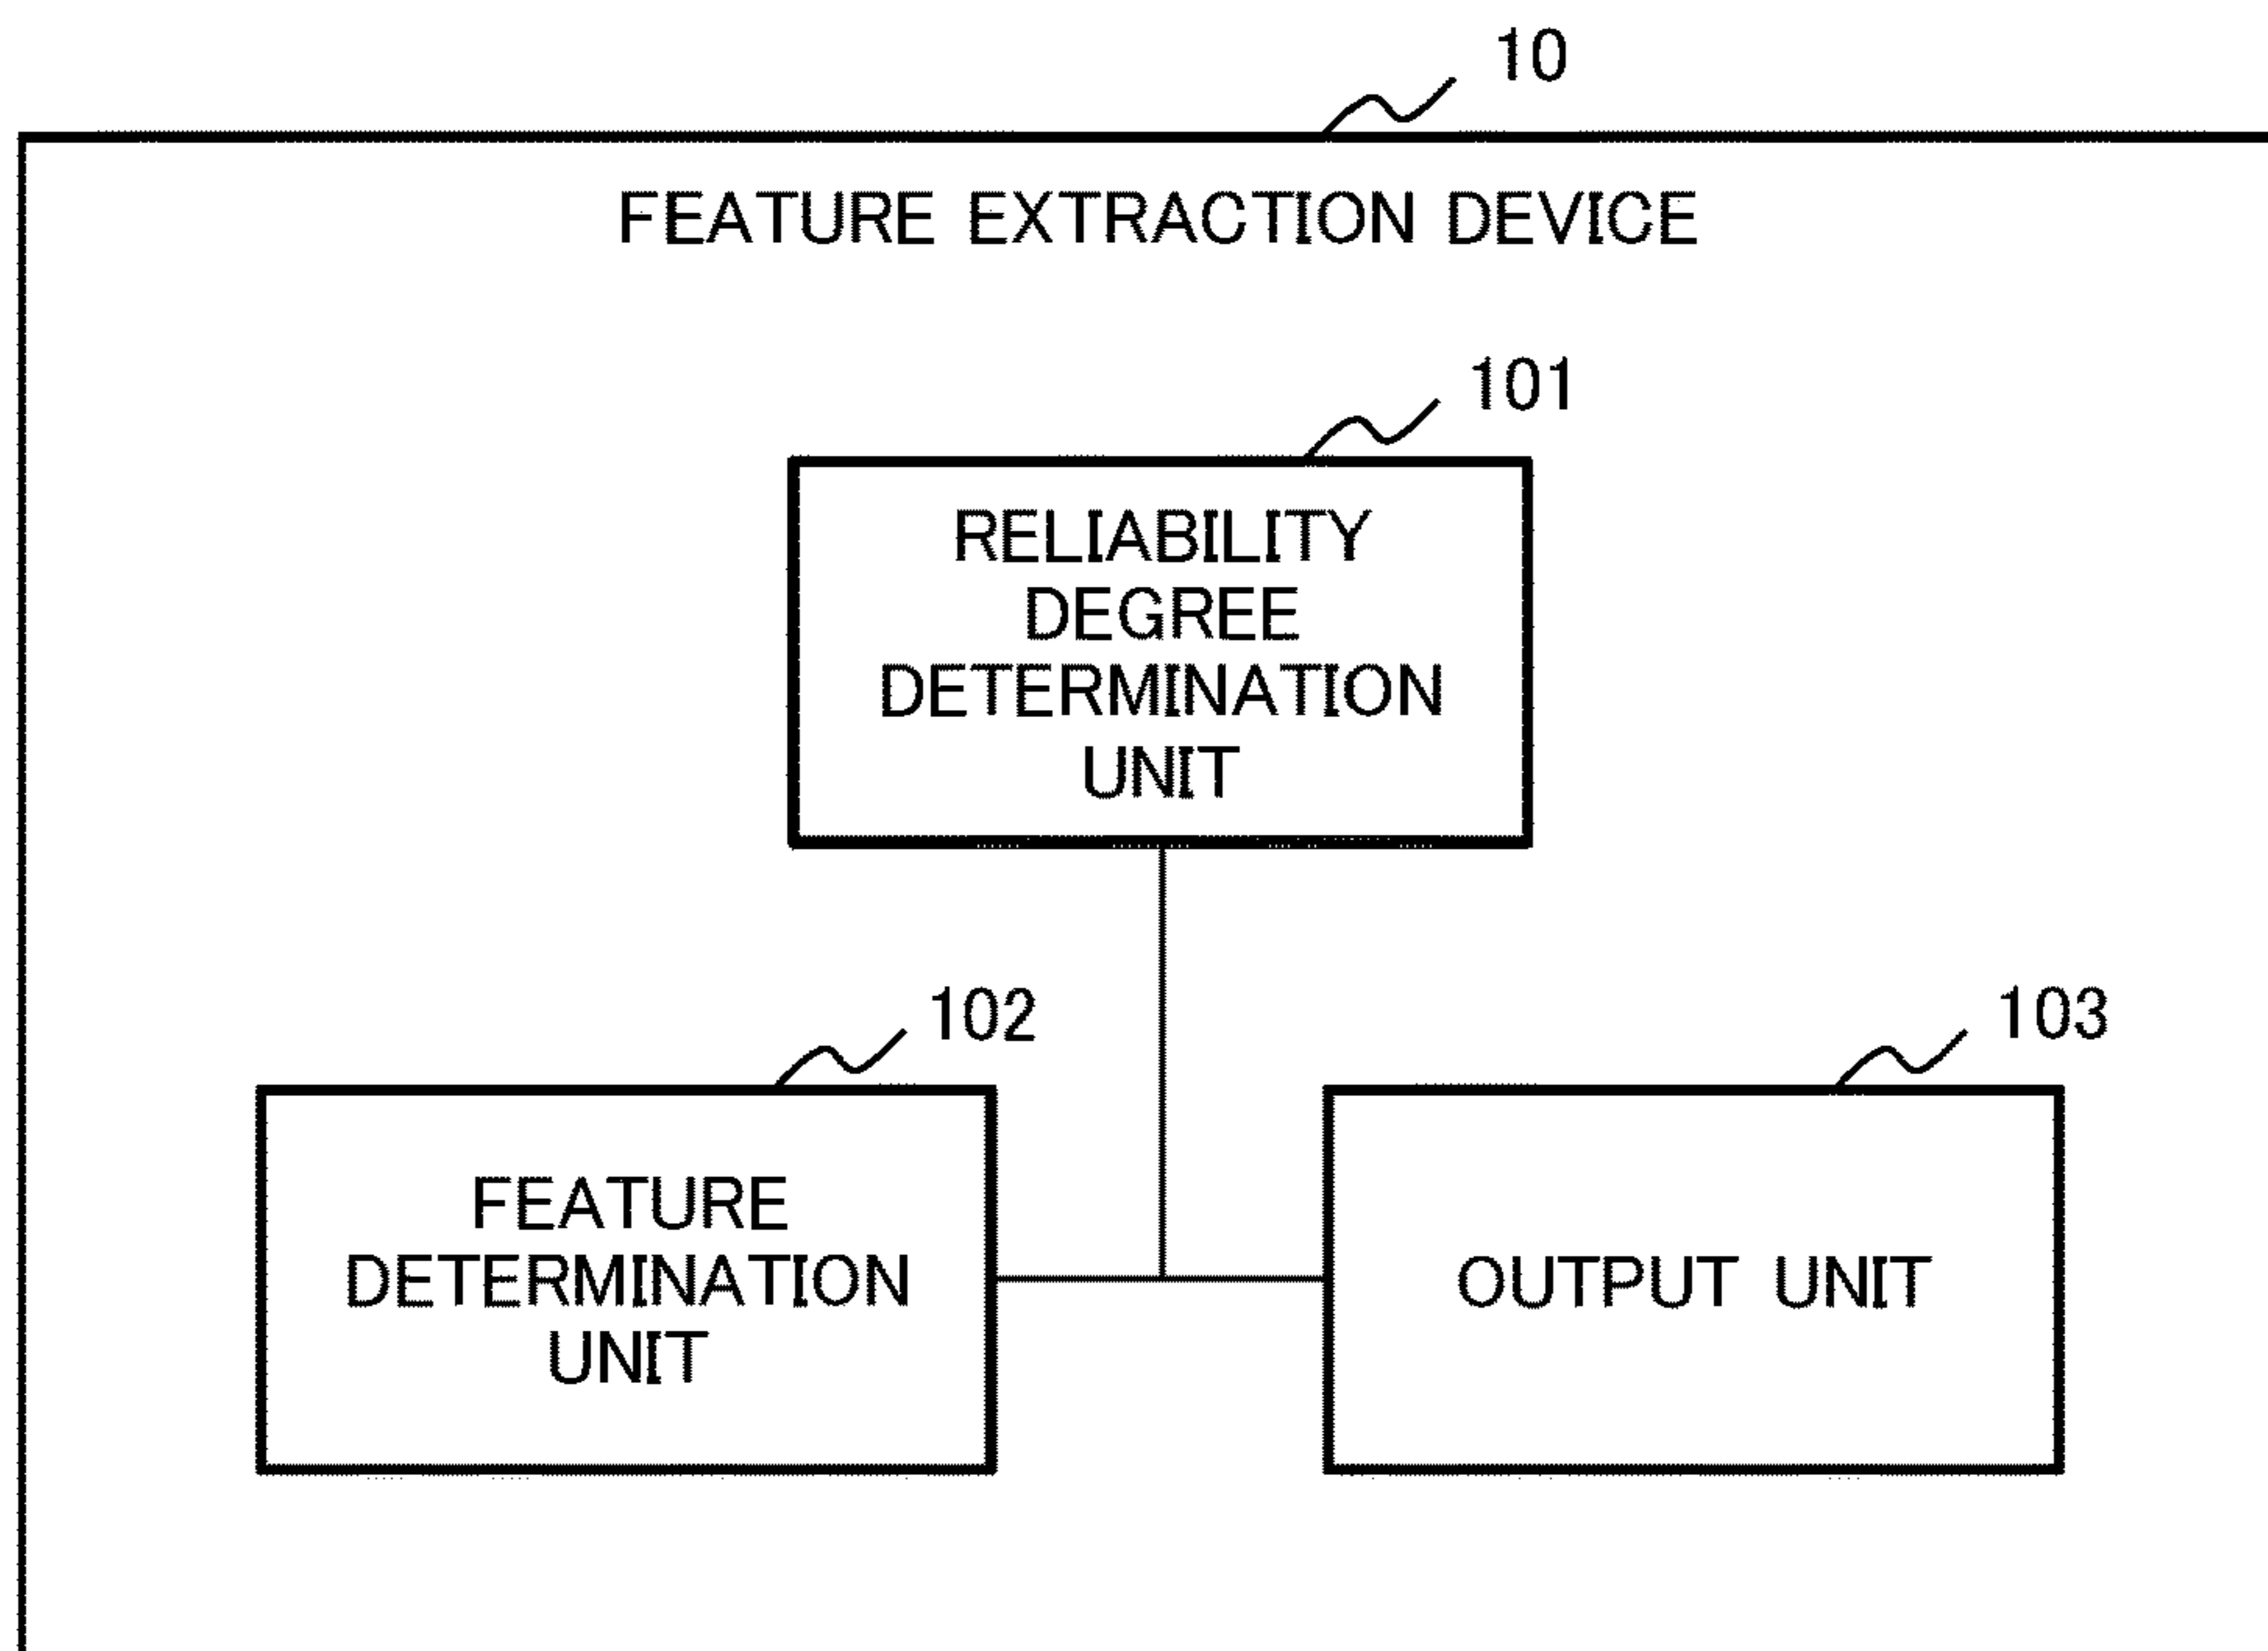 10
FEATURE EXTRACTION DEVICE
101
RELIABILITY
DEGREE
DETERMINATION
UNIT
102
FEATURE
DETERMINATION
UNIT
103
OUTPUT UNIT